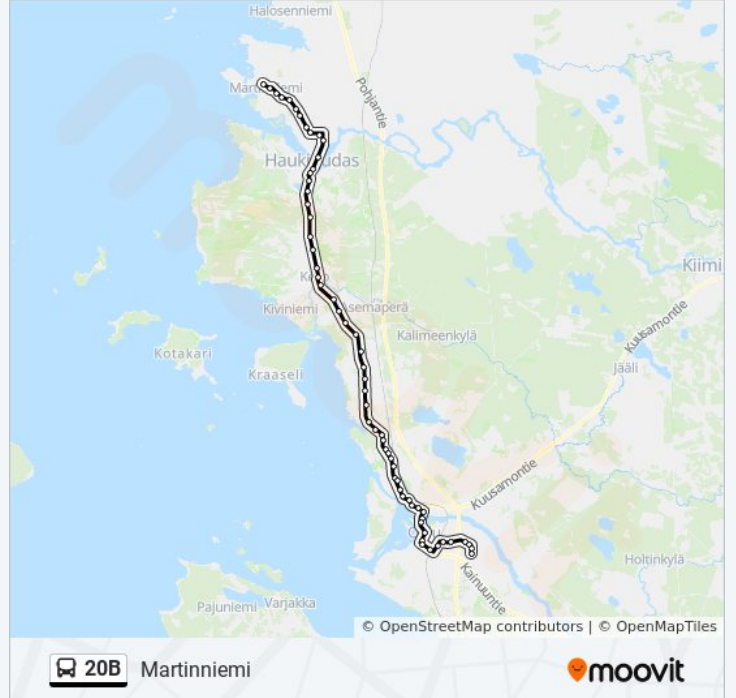 Halosenniemi
Pohjantie
Kiimi
Kiviniemi
Asemaperä
Kuusamontie
Kalimeenkylä
Kotakari
Kraaseli
Jääli
Kuusamontie
Holtinkylä
Kainuuntie
Pajuniemi
Varjakka
© OpenStreetMap contributors | © OpenMapTiles
20B Martinniemi
moovit